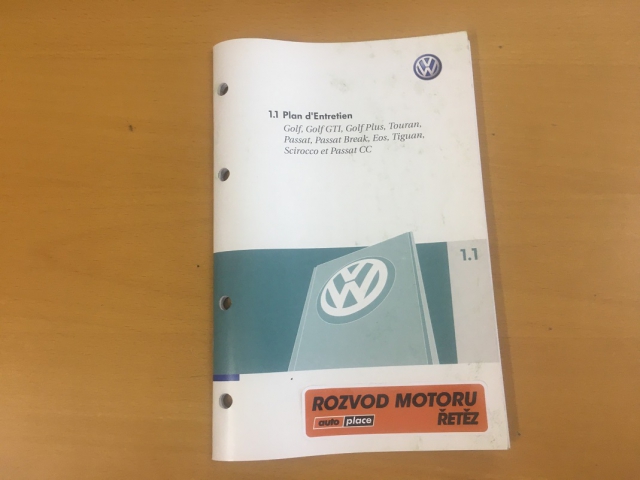 1.1 Plan d'Entretien
Golf, Golf GTI, Golf Plus, Touran,
Passat, Passat Break, Eos, Tiguan,
Scirocco et Passat CC
1.1
ROZVOD MOTORU
auto place ŘETĚZ